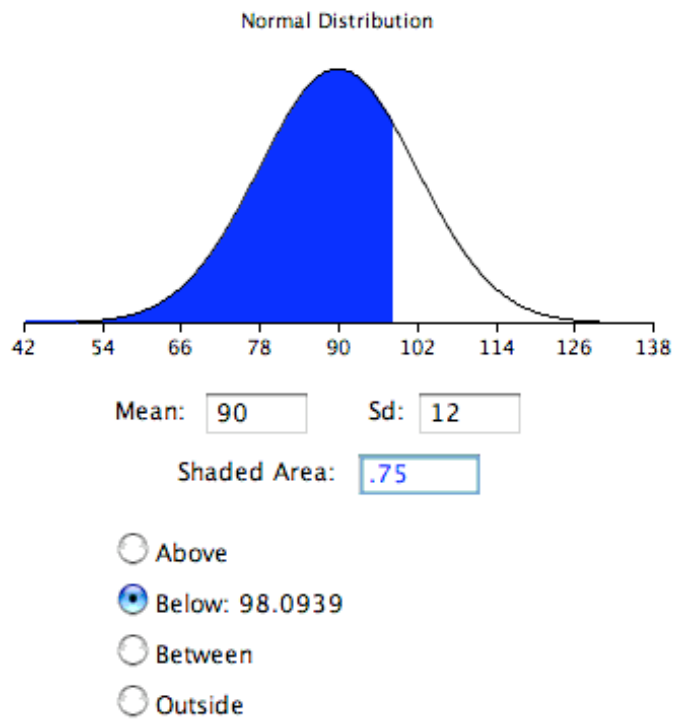 Normal Distribution
42 54 66 78 90 102 114 126 138
Mean: 90 Sd: 12
Shaded Area: .75
Above
Below: 98.0939
Between
Outside